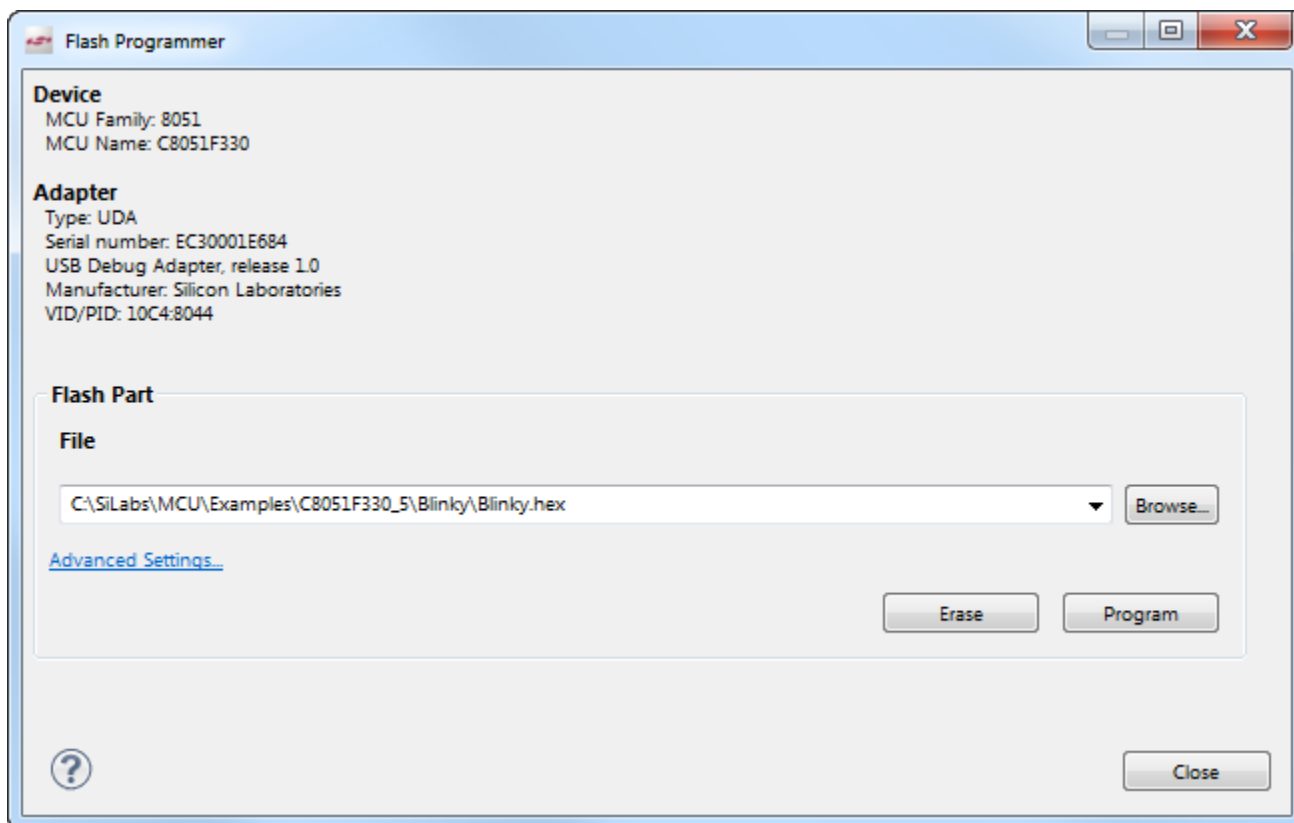 Flash Programmer
Device
MCU Family: 8051
MCU Name: C8051F330
Adapter
Type: UDA
Serial number: EC30001E684
USB Debug Adapter, release 1.0
Manufacturer: Silicon Laboratories
VID/PID: 10C4:8044
Flash Part
File
C:\SiLabs\MCU\Examples\C8051F330_5\Blinky\Blinky.hex
Browse...
Advanced Settings...
Erase
Program
?
Close